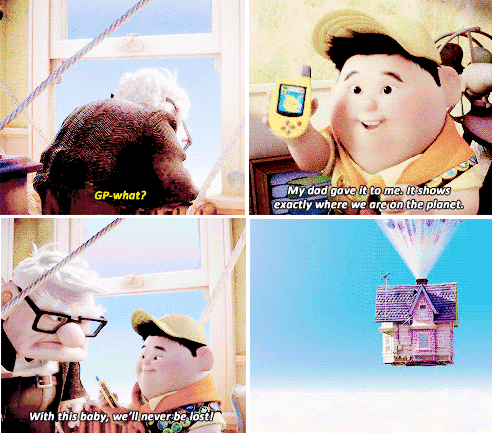 GP-what?
My dad gave it to me. It shows
exactly where we are on the planet.
With this baby, we'll never be lost!